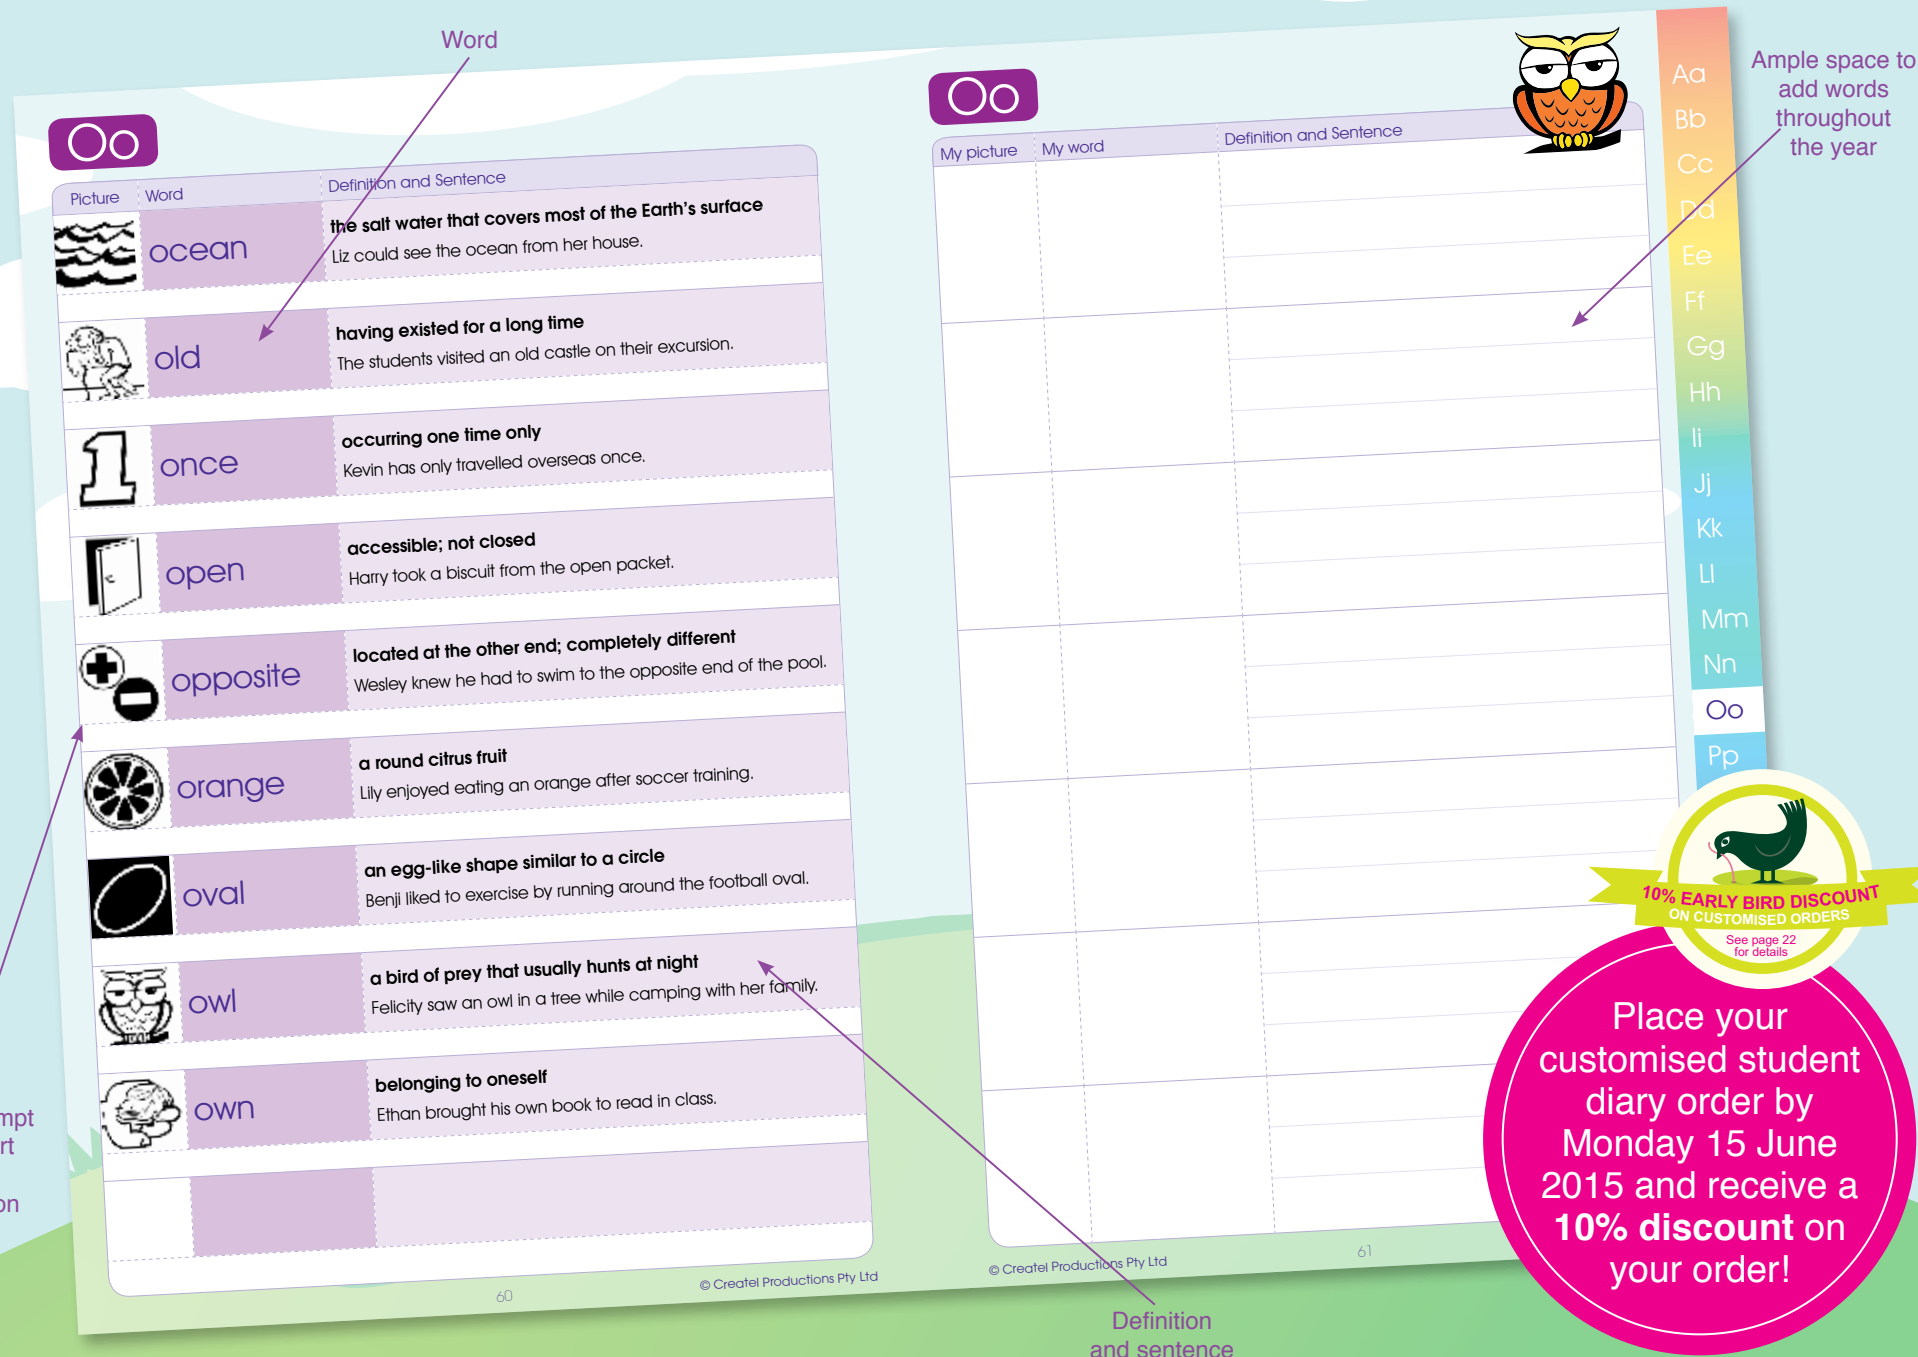 Word
Oo
Picture Word Definition and Sentence
ocean
the salt water that covers most of the Earth's surface
Liz could see the ocean from her house.
old
having existed for a long time
The students visited an old castle on their excursion.
once
occurring one time only
Kevin has only travelled overseas once.
open
accessible; not closed
Harry took a biscuit from the open packet.
opposite
located at the other end; completely different
Wesley knew he had to swim to the opposite end of the pool.
orange
a round citrus fruit
Lily enjoyed eating an orange after soccer training.
oval
an egg-like shape similar to a circle
Benji liked to exercise by running around the football oval.
owl
a bird of prey that usually hunts at night
Felicity saw an owl in a tree while camping with her family.
own
belonging to oneself
Ethan brought his own book to read in class.
60
© Createl Productions Pty Ltd
Oo
My picture My word Definition and Sentence
© Createl Productions Pty Ltd
61
Definition
and sentence
Ample space to
add words
throughout
the year
Aa
Bb
Cc
Dd
Ee
Ff
Gg
Hh
Ii
Jj
Kk
Ll
Mm
Nn
Oo
Pp
10% EARLY BIRD DISCOUNT
ON CUSTOMISED ORDERS
See page 22
for details
Place your
customised student
diary order by
Monday 15 June
2015 and receive a
10% discount on
your order!